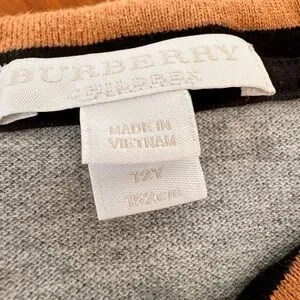 BURBERRY
CHILDREN
MADE IN
VIETNAM
12Y
152cm